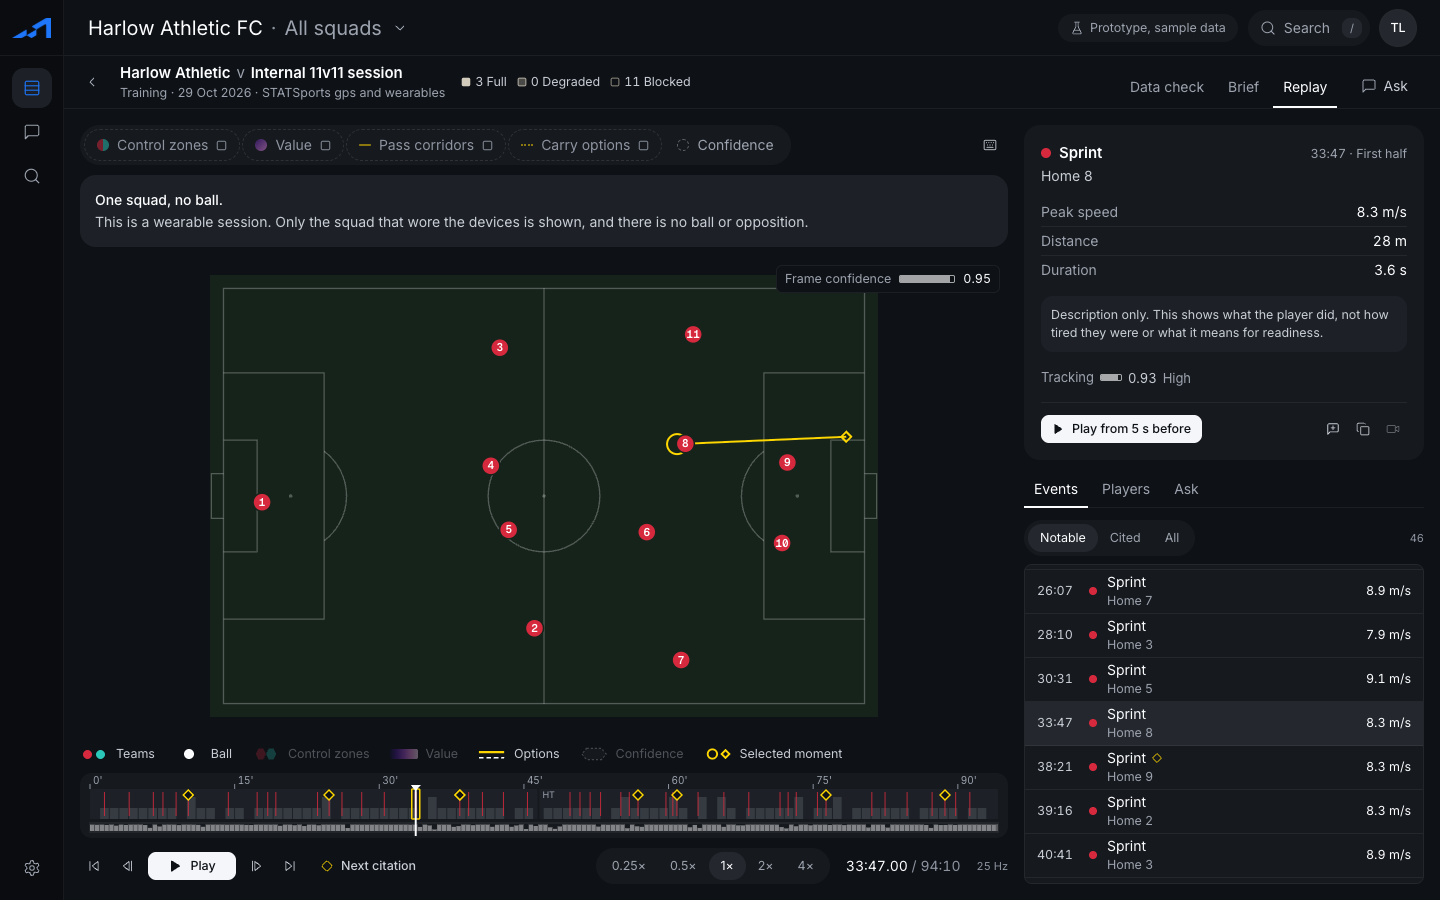 Harlow Athletic FC · All squads
Prototype, sample data
Search /
TL
Harlow Athletic v Internal 11v11 session
Training · 29 Oct 2026 · STATSports gps and wearables
3 Full
0 Degraded
11 Blocked
Data check
Brief
Replay
Ask
Control zones
Value
Pass corridors
Carry options
Confidence
One squad, no ball.
This is a wearable session. Only the squad that wore the devices is shown, and there is no ball or opposition.
Frame confidence 0.95
11
3
8
4
9
1
5
6
10
2
7
Teams
Ball
Control zones
Value
Options
Confidence
Selected moment
0' 15' 30' 45' 60' 75' 90'
HT
Play
Next citation
0.25× 0.5× 1× 2× 4×
33:47.00 / 94:10
25 Hz
Sprint
33:47 · First half
Home 8
Peak speed 8.3 m/s
Distance 28 m
Duration 3.6 s
Description only. This shows what the player did, not how
tired they were or what it means for readiness.
Tracking 0.93 High
Play from 5 s before
Events Players Ask
Notable Cited All
46
26:07 Sprint 8.9 m/s
Home 7
28:10 Sprint 7.9 m/s
Home 3
30:31 Sprint 9.1 m/s
Home 5
33:47 Sprint 8.3 m/s
Home 8
38:21 Sprint 8.3 m/s
Home 9
39:16 Sprint 8.3 m/s
Home 2
40:41 Sprint 8.9 m/s
Home 3